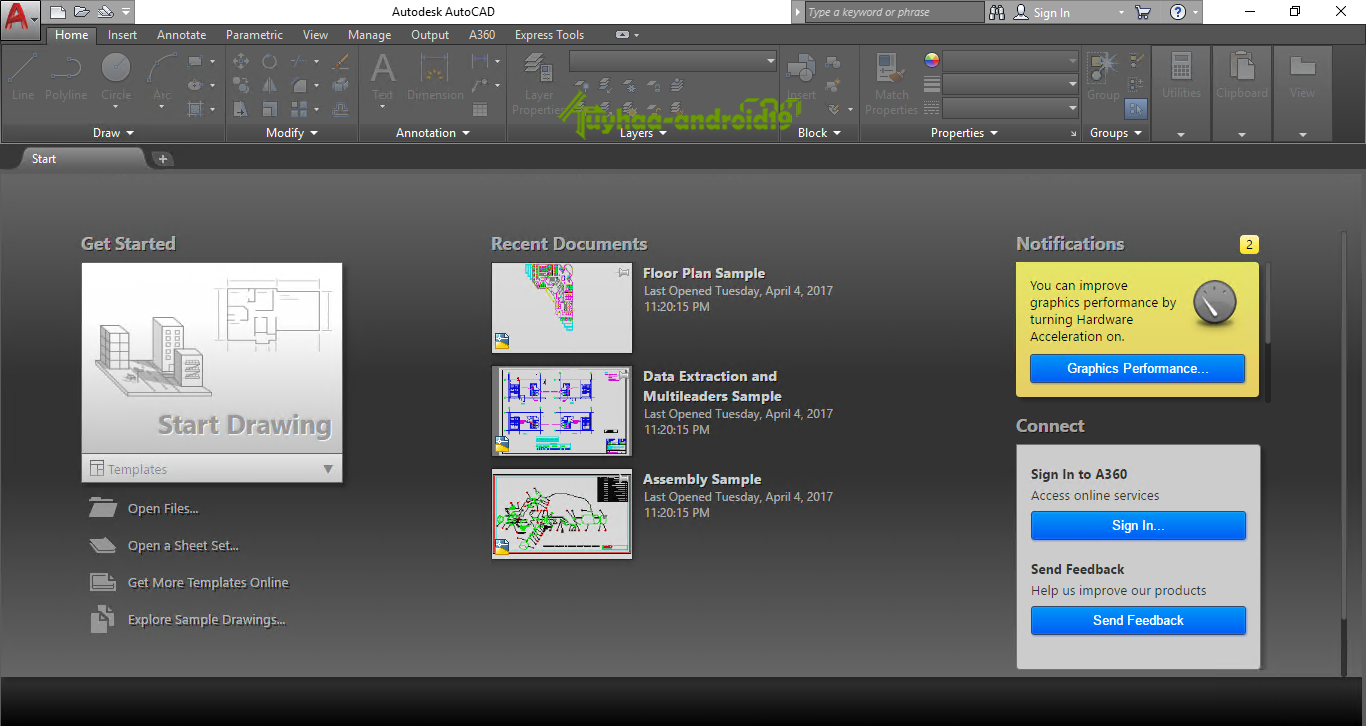 Autodesk AutoCAD
Type a keyword or phrase
Sign In
Home Insert Annotate Parametric View Manage Output A360 Express Tools
Line Polyline Circle Arc
Text Dimension
Layer
Properties
Insert
Match
Properties
Group
Utilities
Clipboard
View
Draw Modify Annotation Layers Block Properties Groups
kuyhaa-android19
Start
Get Started
Start Drawing
Templates
Open Files...
Open a Sheet Set...
Get More Templates Online
Explore Sample Drawings...
Recent Documents
Floor Plan Sample
Last Opened Tuesday, April 4, 2017
11:20:15 PM
Data Extraction and
Multileaders Sample
Last Opened Tuesday, April 4, 2017
11:20:15 PM
Assembly Sample
Last Opened Tuesday, April 4, 2017
11:20:15 PM
Notifications 2
You can improve
graphics performance by
turning Hardware
Acceleration on.
Graphics Performance...
Connect
Sign In to A360
Access online services
Sign In...
Send Feedback
Help us improve our products
Send Feedback